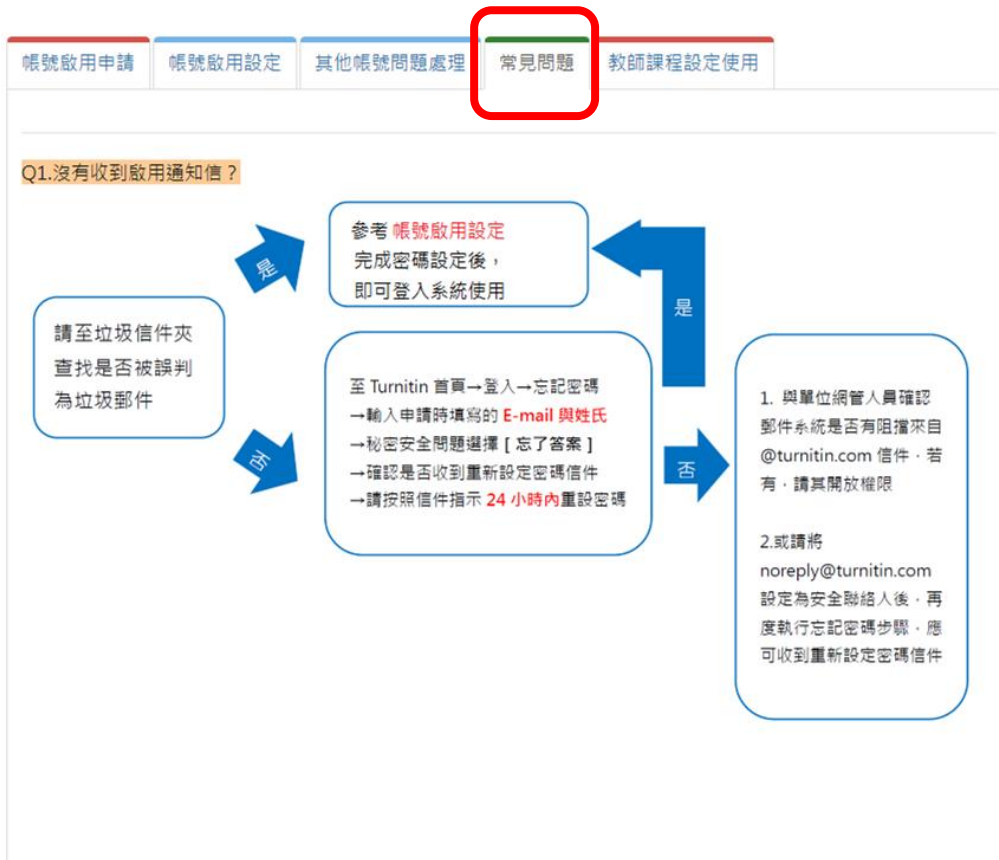 帳號啟用申請
帳號啟用設定
其他帳號問題處理
常見問題
教師課程設定使用
Q1.沒有收到啟用通知信？
請至垃圾信件夾
查找是否被誤判
為垃圾郵件
是
參考 帳號啟用設定
完成密碼設定後，
即可登入系統使用
否
至 Turnitin 首頁→登入→忘記密碼
→輸入申請時填寫的 E-mail 與姓氏
→秘密安全問題選擇 [ 忘了答案 ]
→確認是否收到重新設定密碼信件
→請按照信件指示 24 小時內重設密碼
是
否
1. 與單位網管人員確認
郵件系統是否有阻擋來自
@turnitin.com 信件，若
有，請其開放權限
2.或請將
noreply@turnitin.com
設定為安全聯絡人後，再
度執行忘記密碼步驟，應
可收到重新設定密碼信件